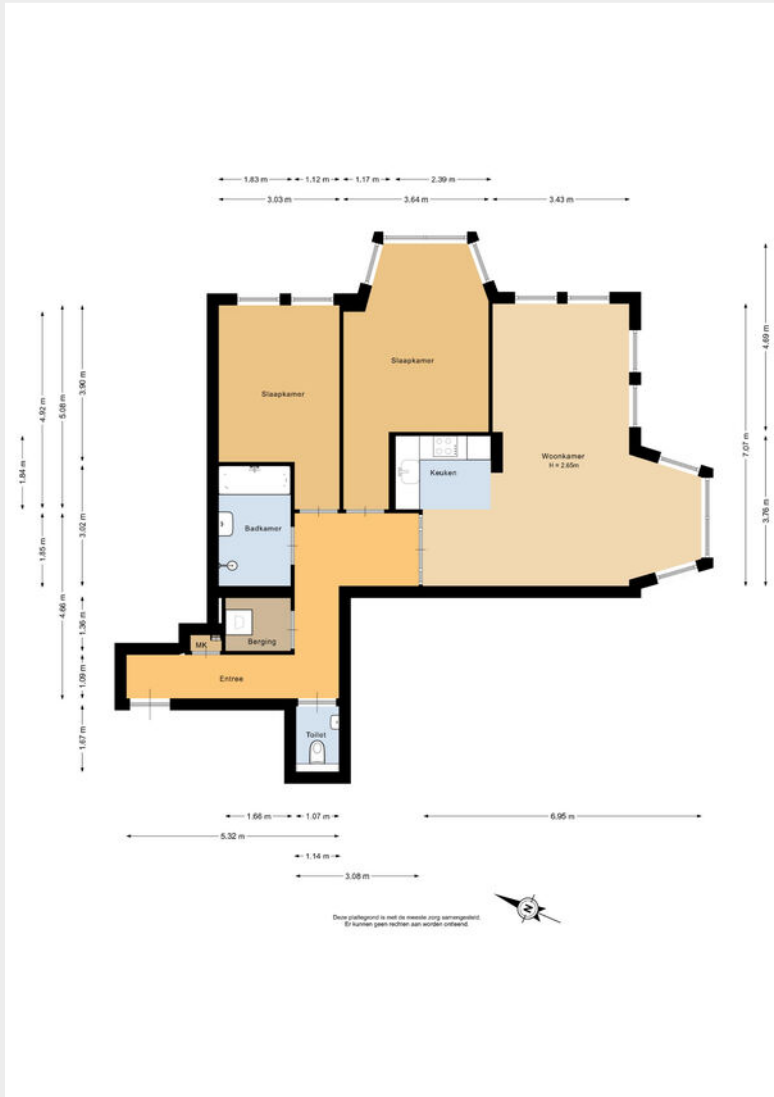 1.83 m 1.12 m 1.17 m 2.39 m
3.03 m 3.64 m 3.43 m
Slaapkamer
Slaapkamer
Woonkamer
H = 2.65m
Keuken
Badkamer
Berging
MK
Entree
Toilet
1.84 m
4.92 m
1.85 m
5.08 m
4.66 m
3.90 m
3.02 m
1.36 m
1.09 m
1.67 m
7.07 m
4.69 m
3.76 m
1.66 m 1.07 m 6.95 m
5.32 m
1.14 m
3.08 m
N
Deze plattegrond is met de meeste zorg samengesteld.
Er kunnen geen rechten aan worden ontleend.